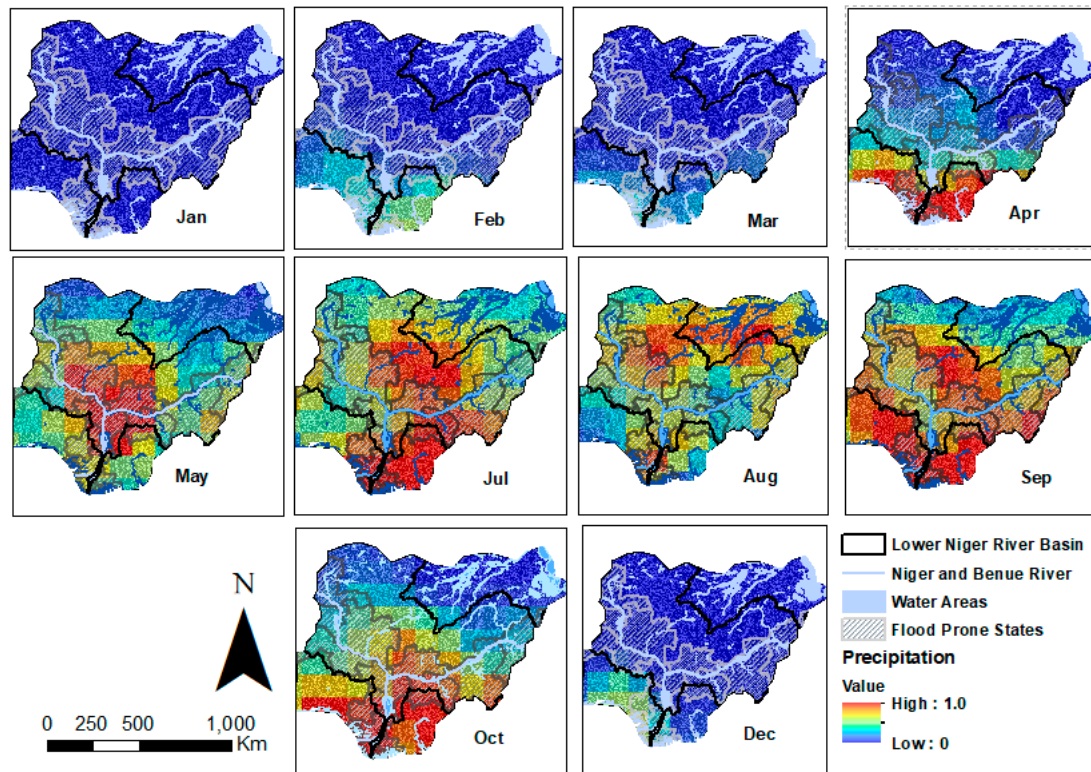 Jan
Feb
Mar
Apr
May
Jul
Aug
Sep
Oct
Dec
N
0 250 500 1,000
Km
Lower Niger River Basin
Niger and Benue River
Water Areas
Flood Prone States
Precipitation
Value
High : 1.0
Low : 0